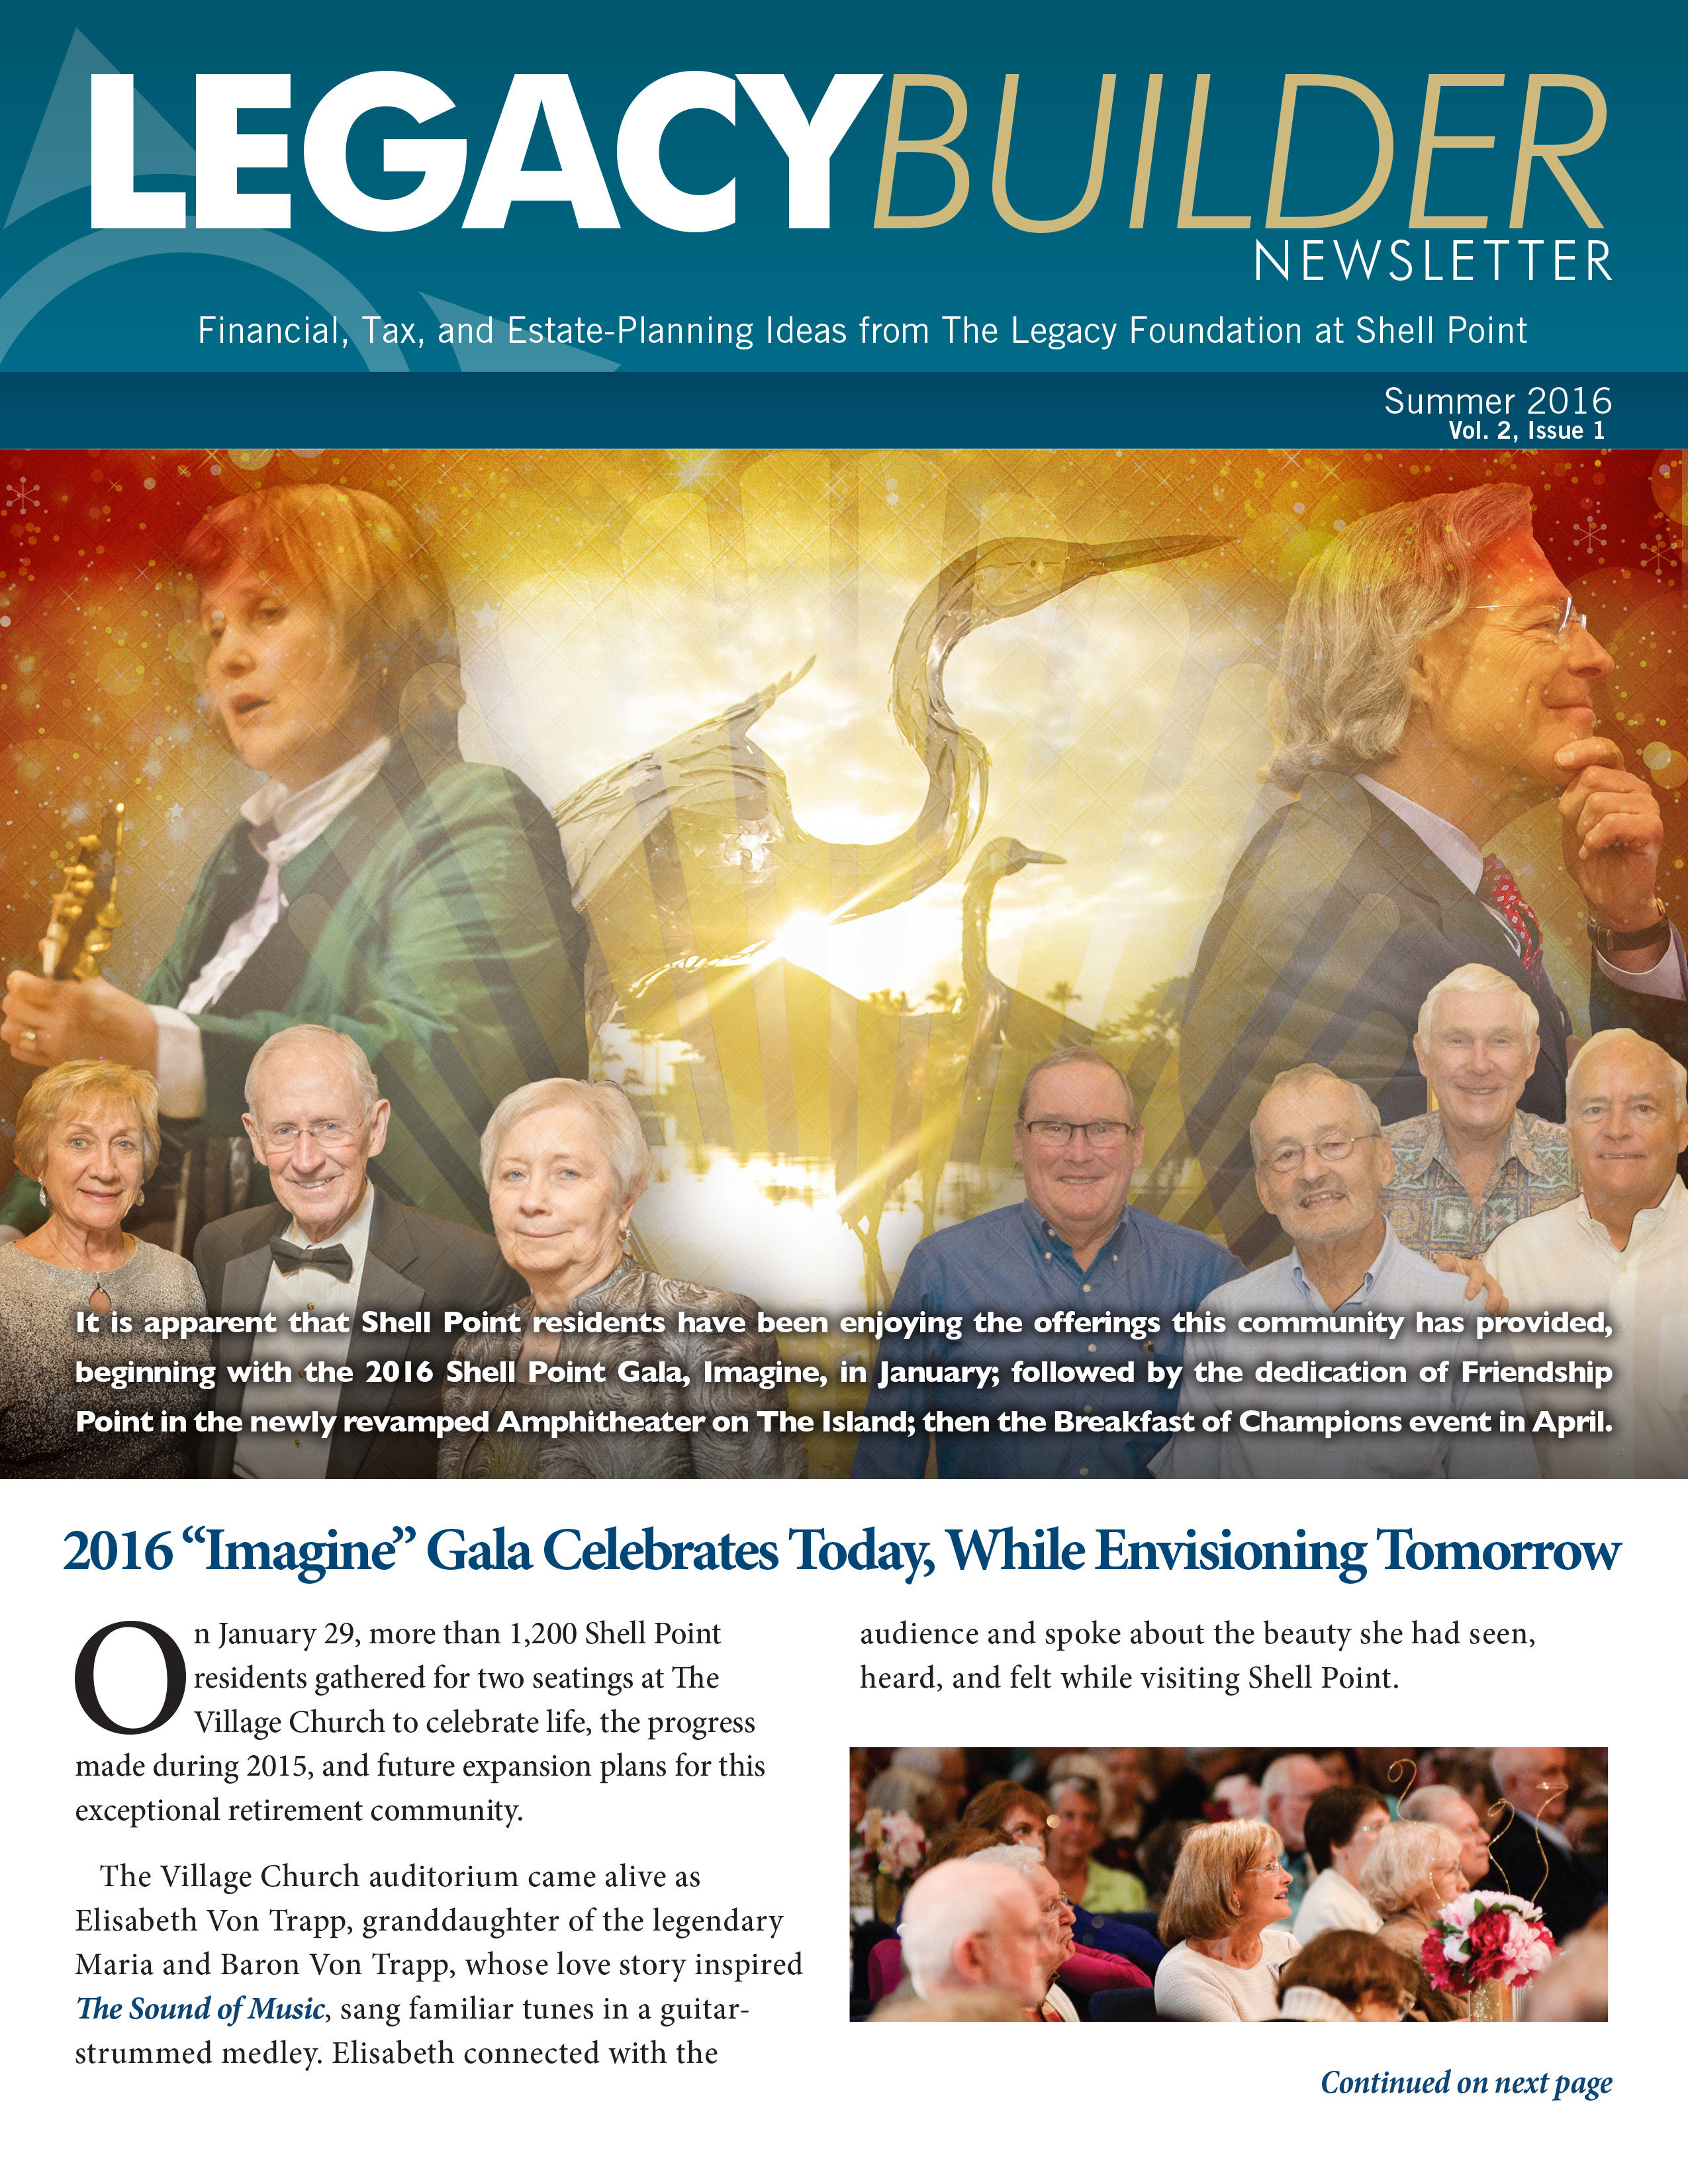 LEGACYBUILDER
NEWSLETTER
Financial, Tax, and Estate-Planning Ideas from The Legacy Foundation at Shell Point
Summer 2016
Vol. 2, Issue 1
It is apparent that Shell Point residents have been enjoying the offerings this community has provided,
beginning with the 2016 Shell Point Gala, Imagine, in January; followed by the dedication of Friendship
Point in the newly revamped Amphitheater on The Island; then the Breakfast of Champions event in April.
2016 “Imagine” Gala Celebrates Today, While Envisioning Tomorrow
On January 29, more than 1,200 Shell Point
residents gathered for two seatings at The
Village Church to celebrate life, the progress
made during 2015, and future expansion plans for this
exceptional retirement community.
The Village Church auditorium came alive as
Elisabeth Von Trapp, granddaughter of the legendary
Maria and Baron Von Trapp, whose love story inspired
The Sound of Music, sang familiar tunes in a guitar-
strummed medley. Elisabeth connected with the
audience and spoke about the beauty she had seen,
heard, and felt while visiting Shell Point.
Continued on next page